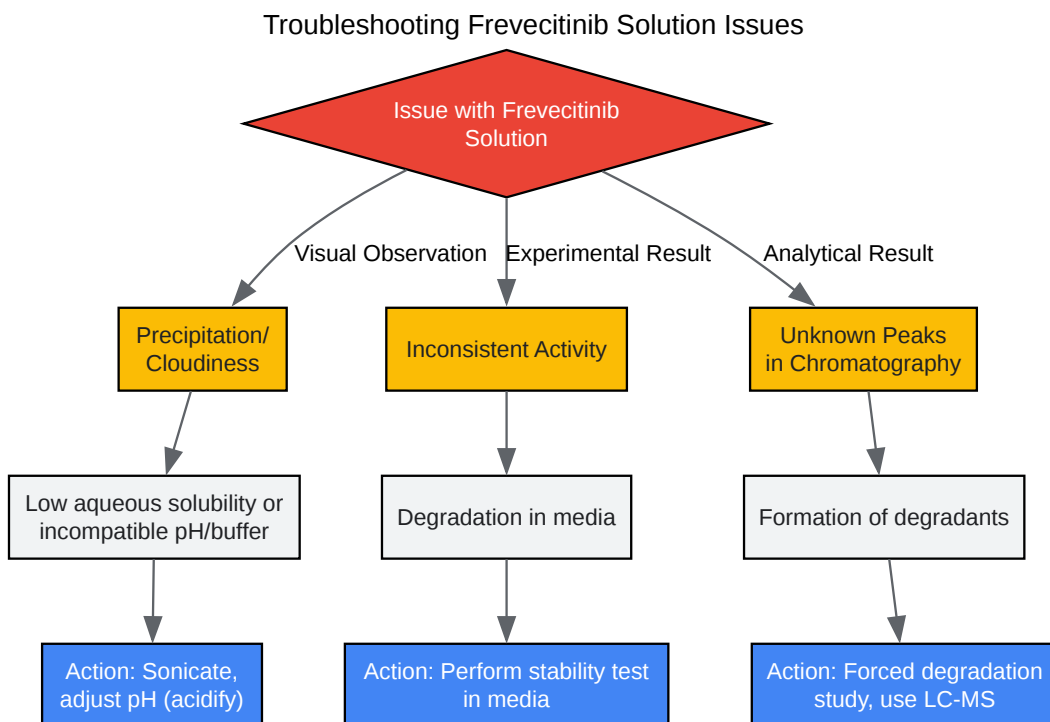 Troubleshooting Frevecitinib Solution Issues
Issue with Frevecitinib
Solution
Visual Observation
Experimental Result
Analytical Result
Precipitation/
Cloudiness
Inconsistent Activity
Unknown Peaks
in Chromatography
Low aqueous solubility or
incompatible pH/buffer
Degradation in media
Formation of degradants
Action: Sonicate,
adjust pH (acidify)
Action: Perform stability test
in media
Action: Forced degradation
study, use LC-MS